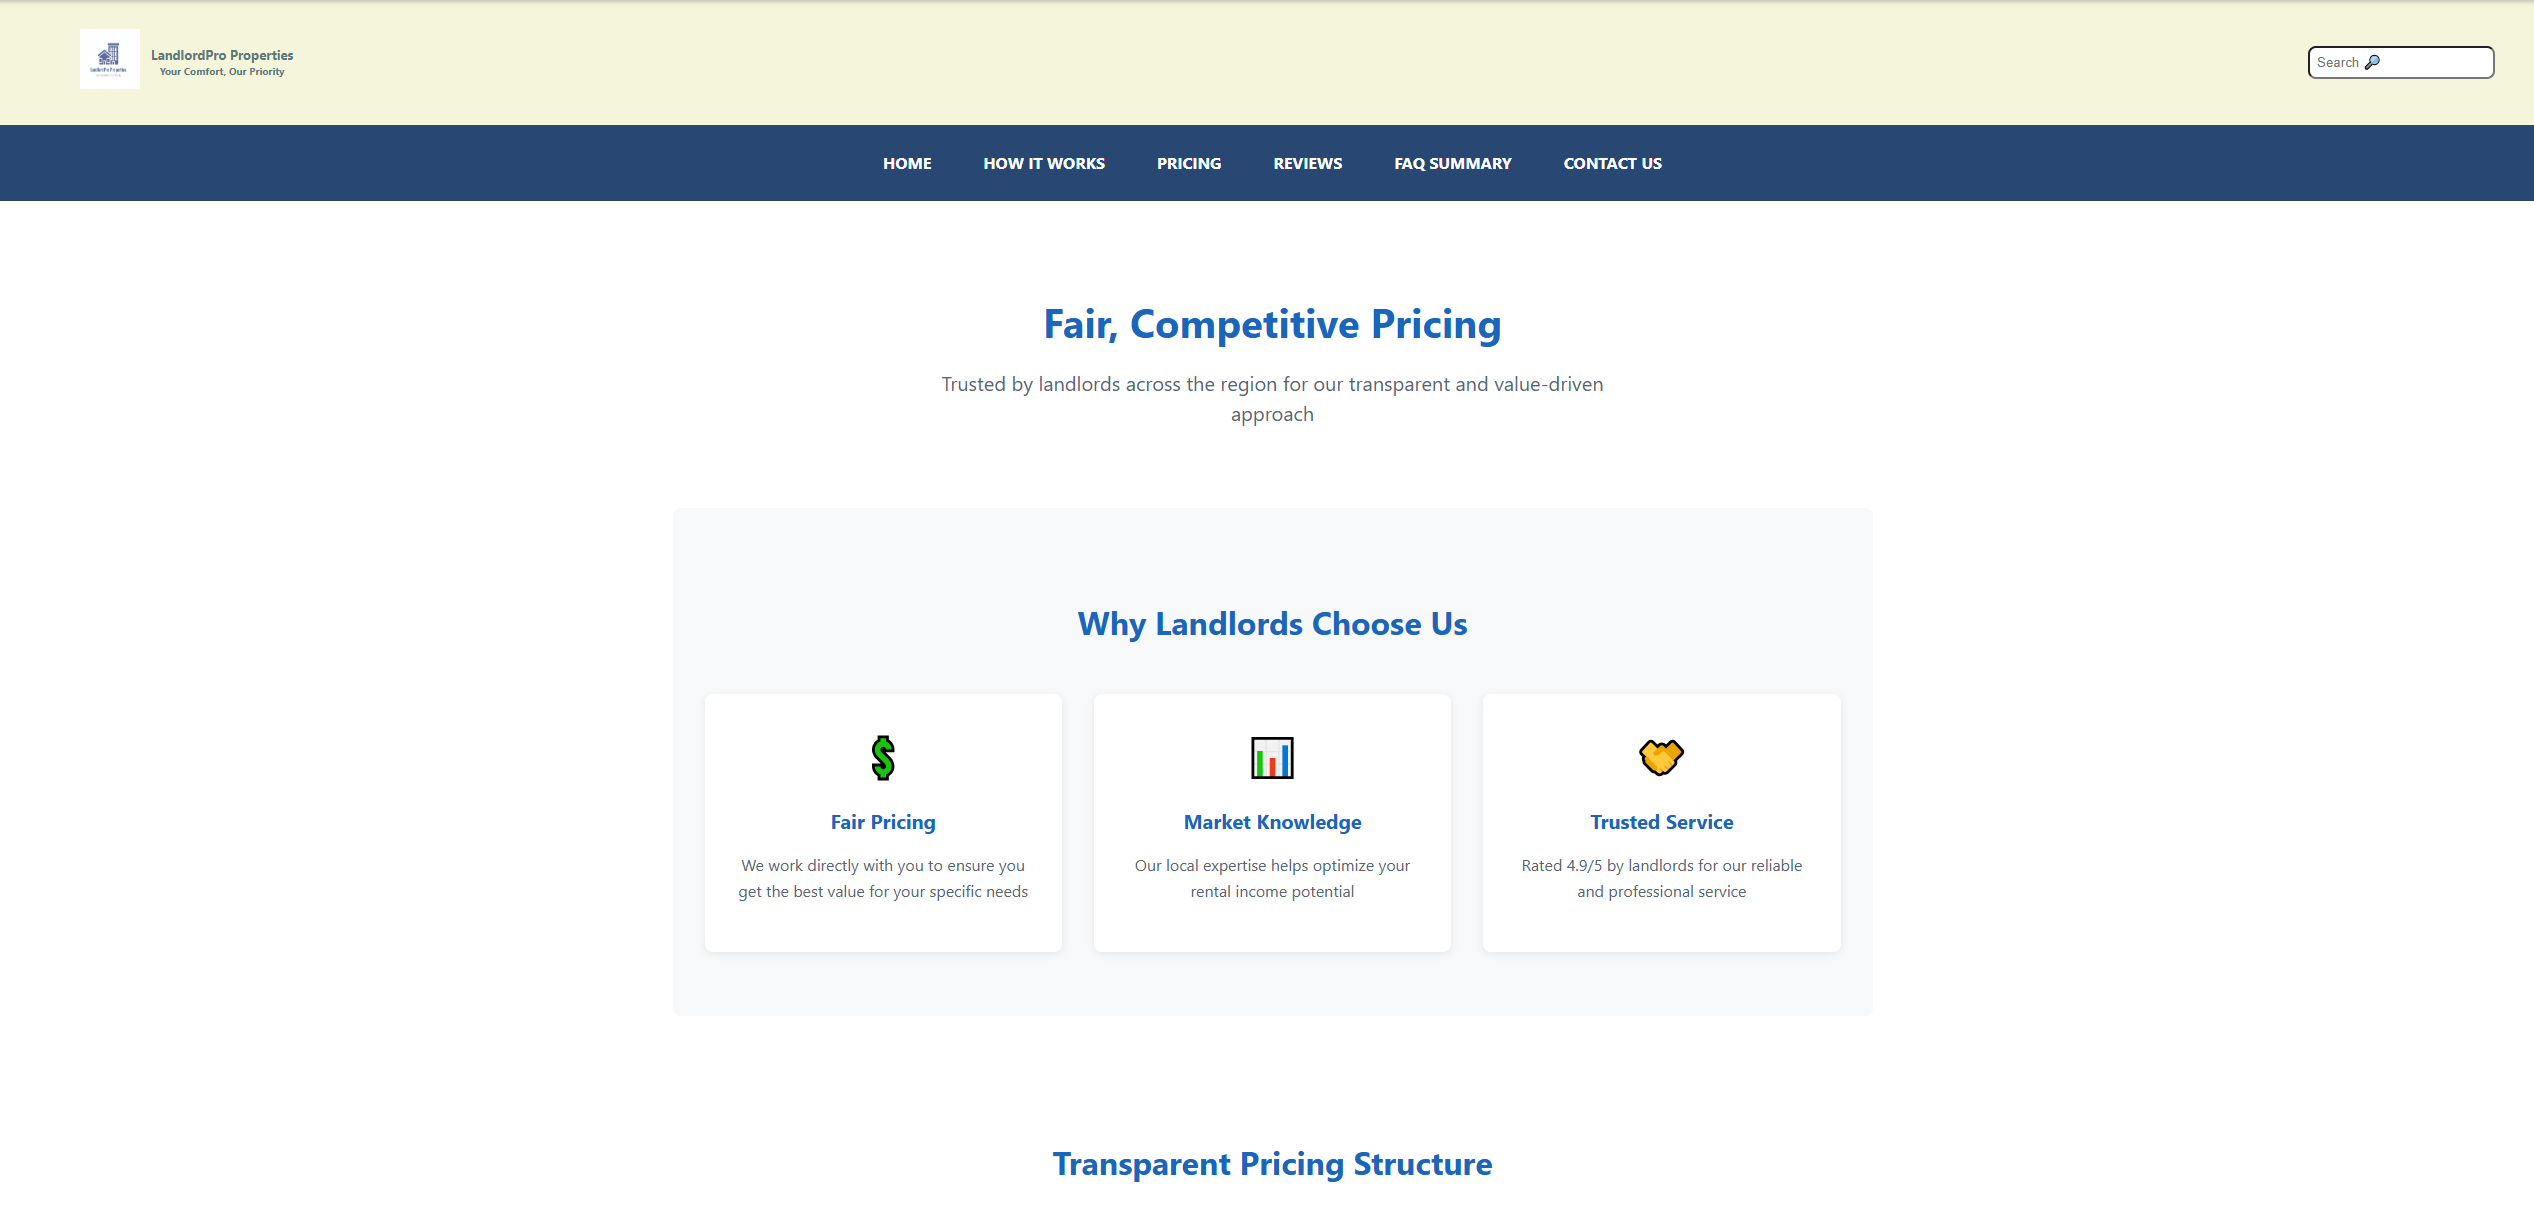 LandlordPro Properties
Your Comfort, Our Priority
Search 🔎
HOME
HOW IT WORKS
PRICING
REVIEWS
FAQ SUMMARY
CONTACT US
Fair, Competitive Pricing
Trusted by landlords across the region for our transparent and value-driven
approach
Why Landlords Choose Us
Fair Pricing
We work directly with you to ensure you
get the best value for your specific needs
Market Knowledge
Our local expertise helps optimize your
rental income potential
Trusted Service
Rated 4.9/5 by landlords for our reliable
and professional service
Transparent Pricing Structure